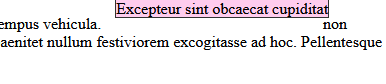 Excepteur sint obcaecat cupiditat
empus vehicula. non
aenitet nullum festiviorem excogitasse ad hoc. Pellentesque